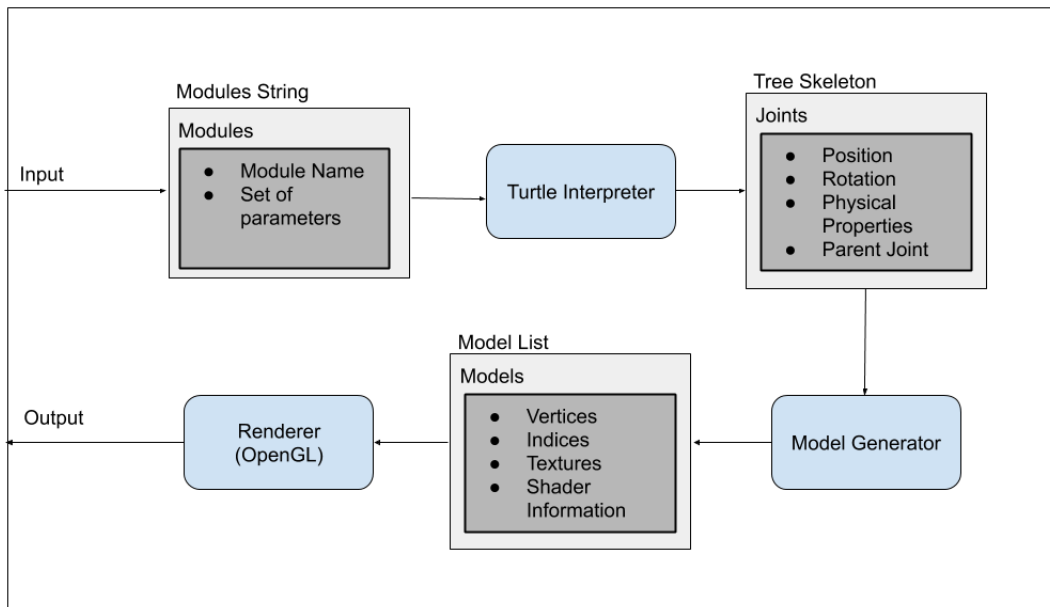 Input
Modules String
Modules
● Module Name
● Set of
parameters
Turtle Interpreter
Tree Skeleton
Joints
● Position
● Rotation
● Physical
Properties
● Parent Joint
Model Generator
Model List
Models
● Vertices
● Indices
● Textures
● Shader
Information
Renderer
(OpenGL)
Output